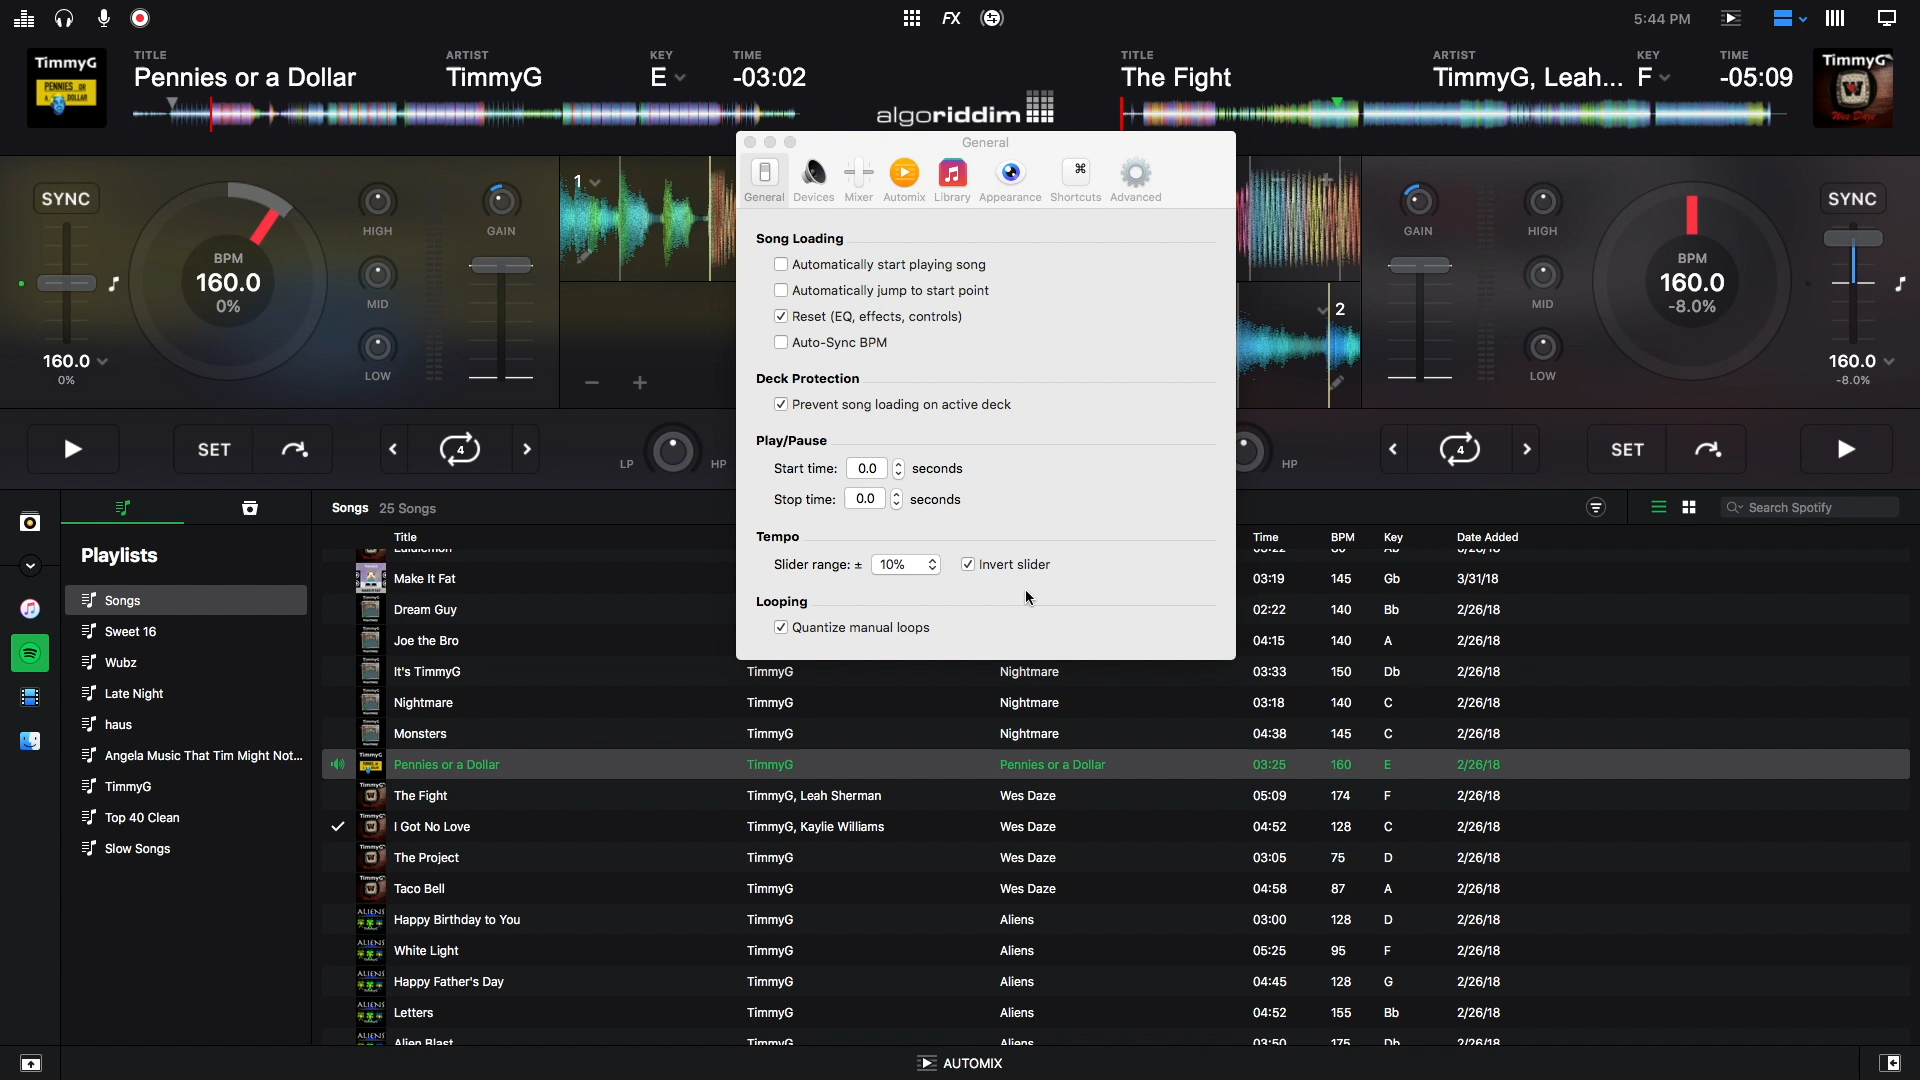 FX
5:44 PM
TITLE ARTIST KEY TIME
Pennies or a Dollar TimmyG E -03:02
TimmyG
PENNIES OR A DOLLAR
algoriddim
TITLE ARTIST KEY TIME
The Fight TimmyG, Leah... F -05:09
TimmyG
Wes Daze
General
General Devices Mixer Automix Library Appearance Shortcuts Advanced
SYNC
HIGH
GAIN
BPM
160.0
0%
MID
160.0
0%
LOW
1
Song Loading
Automatically start playing song
Automatically jump to start point
Reset (EQ, effects, controls)
Auto-Sync BPM
Deck Protection
Prevent song loading on active deck
Play/Pause
Start time: 0.0 seconds
Stop time: 0.0 seconds
Tempo
Slider range: ± 10% Invert slider
Looping
Quantize manual loops
2
GAIN
HIGH
SYNC
BPM
160.0
-8.0%
MID
160.0
-8.0%
LOW
SET 4 LP HP
HP 4 SET
Songs 25 Songs
Search Spotify
Playlists
Songs
Sweet 16
Wubz
Late Night
haus
Angela Music That Tim Might Not...
TimmyG
Top 40 Clean
Slow Songs
Title Time BPM Key Date Added
Make It Fat 03:19 145 Gb 3/31/18
Dream Guy 02:22 140 Bb 2/26/18
Joe the Bro 04:15 140 A 2/26/18
It's TimmyG TimmyG Nightmare 03:33 150 Db 2/26/18
Nightmare TimmyG Nightmare 03:18 140 C 2/26/18
Monsters TimmyG Nightmare 04:38 145 C 2/26/18
Pennies or a Dollar TimmyG Pennies or a Dollar 03:25 160 E 2/26/18
The Fight TimmyG, Leah Sherman Wes Daze 05:09 174 F 2/26/18
I Got No Love TimmyG, Kaylie Williams Wes Daze 04:52 128 C 2/26/18
The Project TimmyG Wes Daze 03:05 75 D 2/26/18
Taco Bell TimmyG Wes Daze 04:58 87 A 2/26/18
Happy Birthday to You TimmyG Aliens 03:00 128 D 2/26/18
White Light TimmyG Aliens 05:25 95 F 2/26/18
Happy Father's Day TimmyG Aliens 04:45 128 G 2/26/18
Letters TimmyG Aliens 04:52 155 Bb 2/26/18
Alien Blast TimmyG Aliens 03:50 175 Db 2/26/18
AUTOMIX